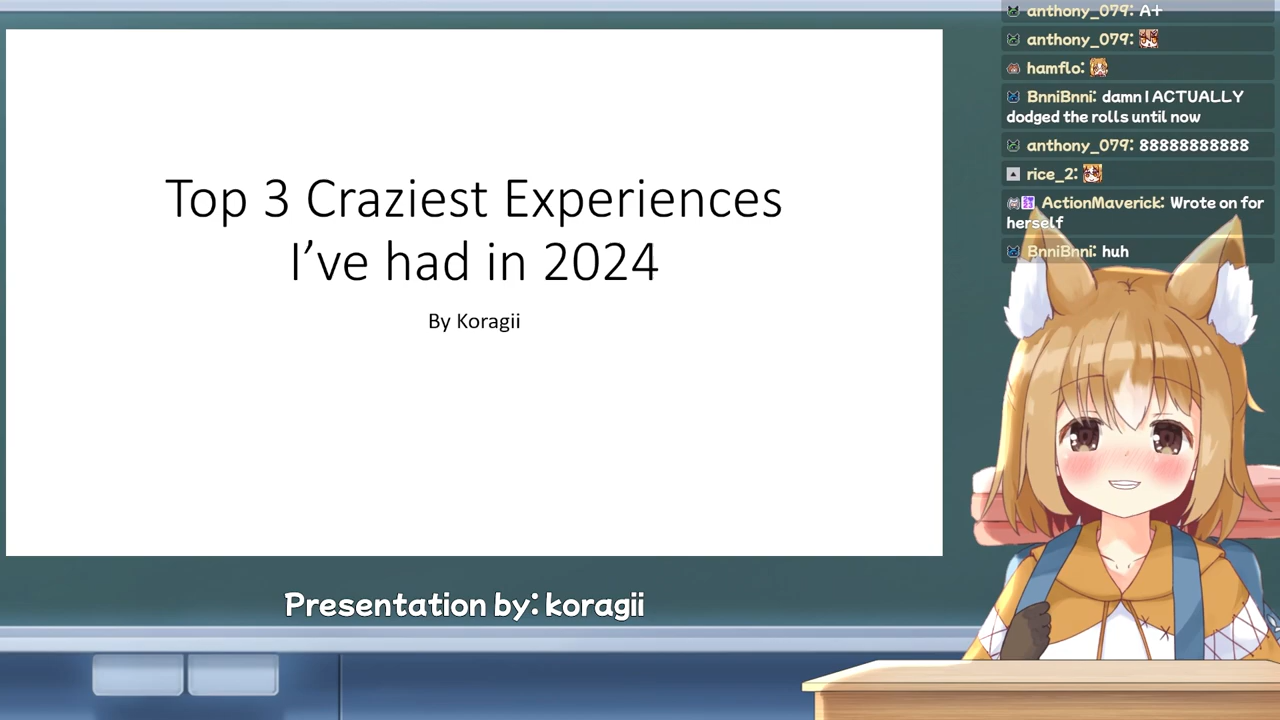 Top 3 Craziest Experiences
I've had in 2024
By Koragii
Presentation by: koragii
anthony_079: A+
anthony_079:
hamflo:
BnniBnni: damn I ACTUALLY
dodged the rolls until now
anthony_079: 88888888888
rice_2:
ActionMaverick: Wrote on for
herself
BnniBnni: huh